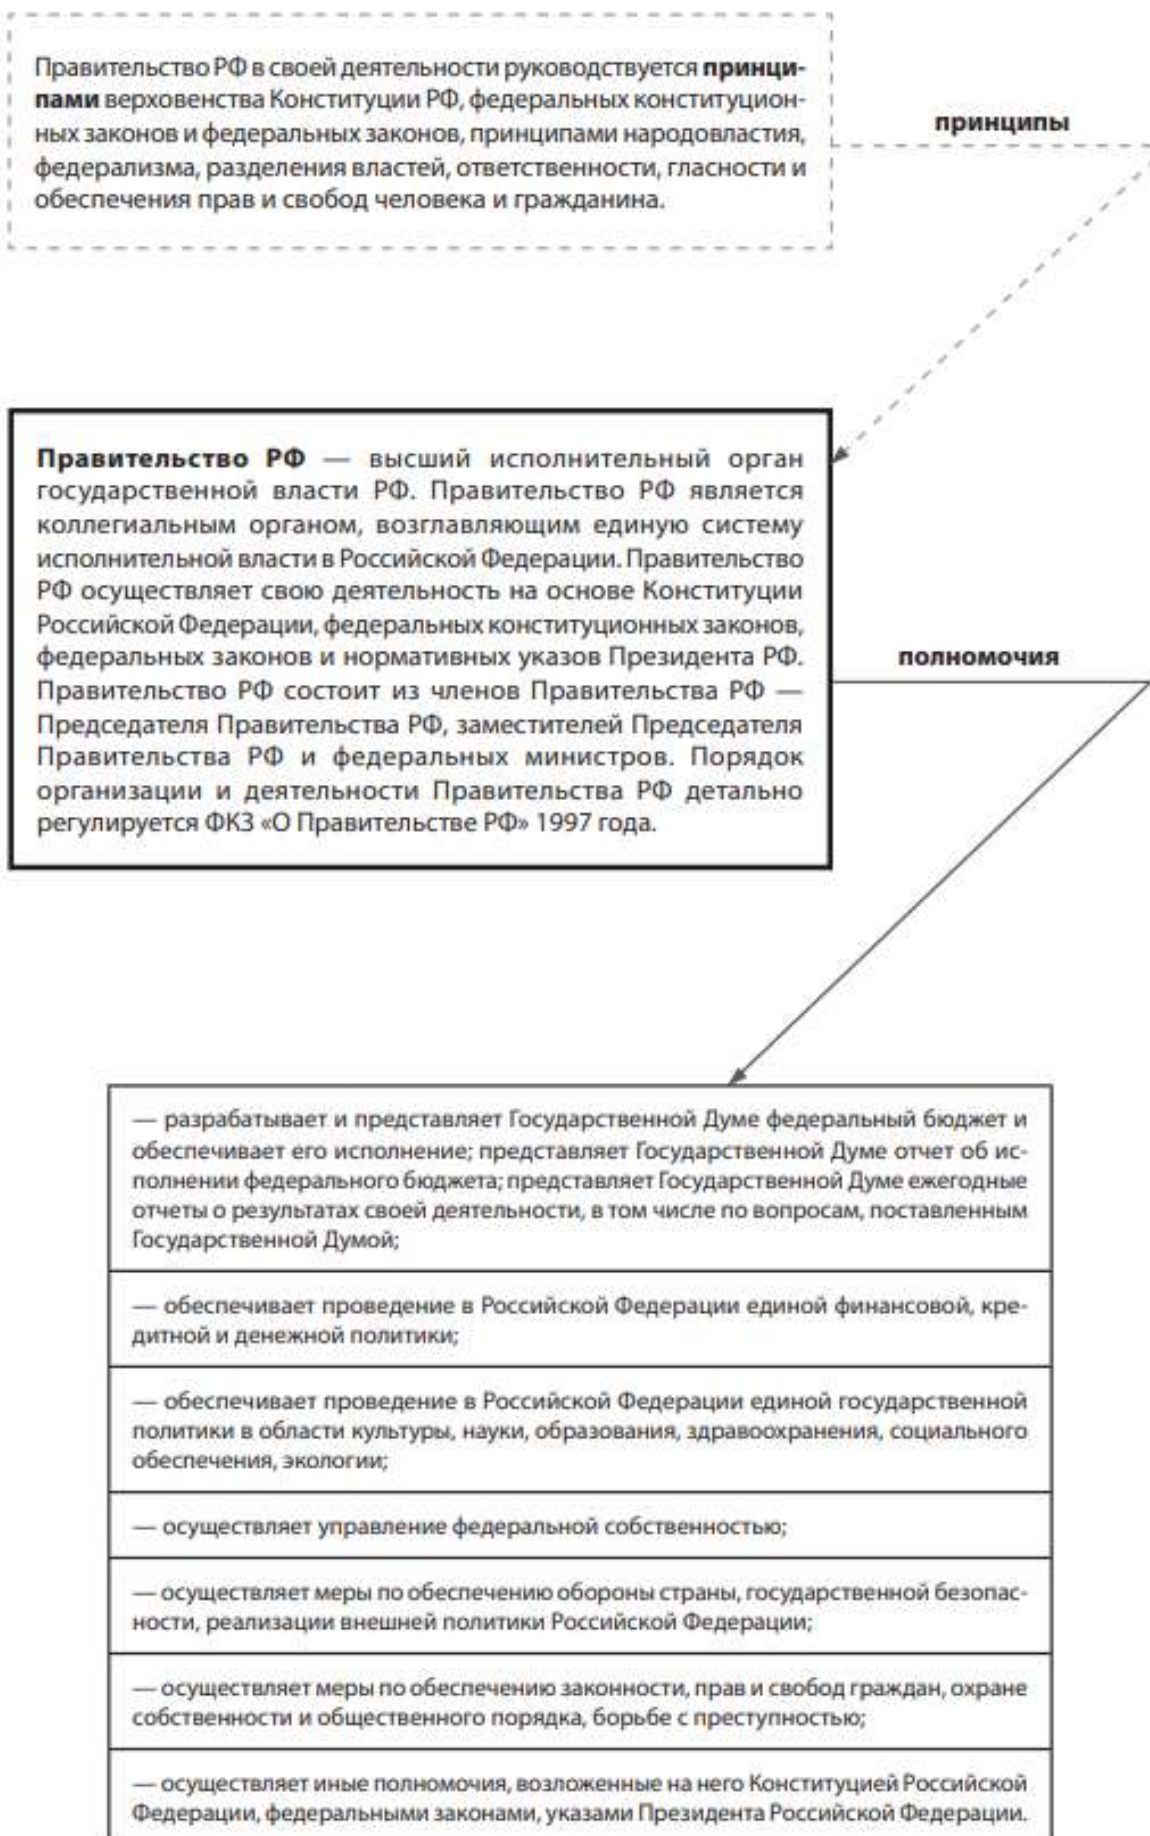 Правительство РФ в своей деятельности руководствуется принци-
пами верховенства Конституции РФ, федеральных конституцион-
ных законов и федеральных законов, принципами народовластия,
федерализма, разделения властей, ответственности, гласности и
обеспечения прав и свобод человека и гражданина.
принципы
Правительство РФ — высший исполнительный орган
государственной власти РФ. Правительство РФ является
коллегиальным органом, возглавляющим единую систему
исполнительной власти в Российской Федерации. Правительство
РФ осуществляет свою деятельность на основе Конституции
Российской Федерации, федеральных конституционных законов,
федеральных законов и нормативных указов Президента РФ.
Правительство РФ состоит из членов Правительства РФ —
Председателя Правительства РФ, заместителей Председателя
Правительства РФ и федеральных министров. Порядок
организации и деятельности Правительства РФ детально
регулируется ФКЗ «О Правительстве РФ» 1997 года.
полномочия
— разрабатывает и представляет Государственной Думе федеральный бюджет и
обеспечивает его исполнение; представляет Государственной Думе отчет об ис-
полнении федерального бюджета; представляет Государственной Думе ежегодные
отчеты о результатах своей деятельности, в том числе по вопросам, поставленным
Государственной Думой;
— обеспечивает проведение в Российской Федерации единой финансовой, кре-
дитной и денежной политики;
— обеспечивает проведение в Российской Федерации единой государственной
политики в области культуры, науки, образования, здравоохранения, социального
обеспечения, экологии;
— осуществляет управление федеральной собственностью;
— осуществляет меры по обеспечению обороны страны, государственной безопас-
ности, реализации внешней политики Российской Федерации;
— осуществляет меры по обеспечению законности, прав и свобод граждан, охране
собственности и общественного порядка, борьбе с преступностью;
— осуществляет иные полномочия, возложенные на него Конституцией Российской
Федерации, федеральными законами, указами Президента Российской Федерации.